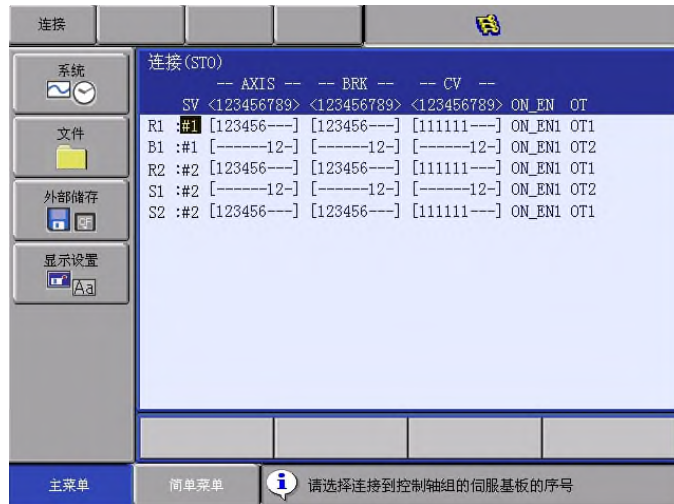 连接
系统
文件
外部储存
CF
显示设置
Aa
连接(STO)
-- AXIS -- -- BRK -- -- CV --
SV <123456789> <123456789> <123456789> ON_EN OT
R1 :#1 [123456---] [123456---] [111111---] ON_EN1 OT1
B1 :#1 [------12-] [------12-] [------12-] ON_EN1 OT2
R2 :#2 [123456---] [123456---] [111111---] ON_EN1 OT1
S1 :#2 [------12-] [------12-] [------12-] ON_EN1 OT2
S2 :#2 [123456---] [123456---] [111111---] ON_EN1 OT1
主菜单
简单菜单
请选择连接到控制轴组的伺服基板的序号